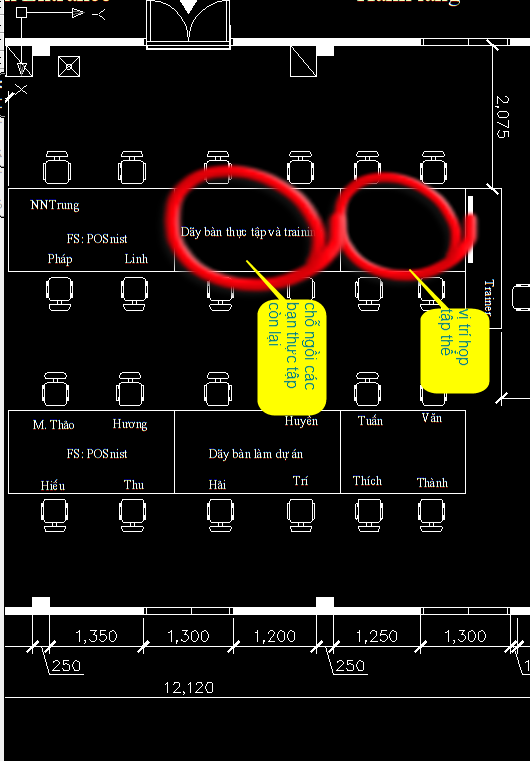 Y
X
2,075
NNTrung
Dãy bàn thực tập và trainin
FS: POSnist
Pháp
Linh
Trainer
chỗ ngồi các
bạn thực tập
còn lại
vị trí họp
tập thể
M. Thảo
Hương
Huyền
Tuấn
Văn
FS: POSnist
Dãy bàn làm dự án
Hiếu
Thu
Hải
Trí
Thích
Thành
1,350
1,300
1,200
1,250
1,300
250
250
12,120